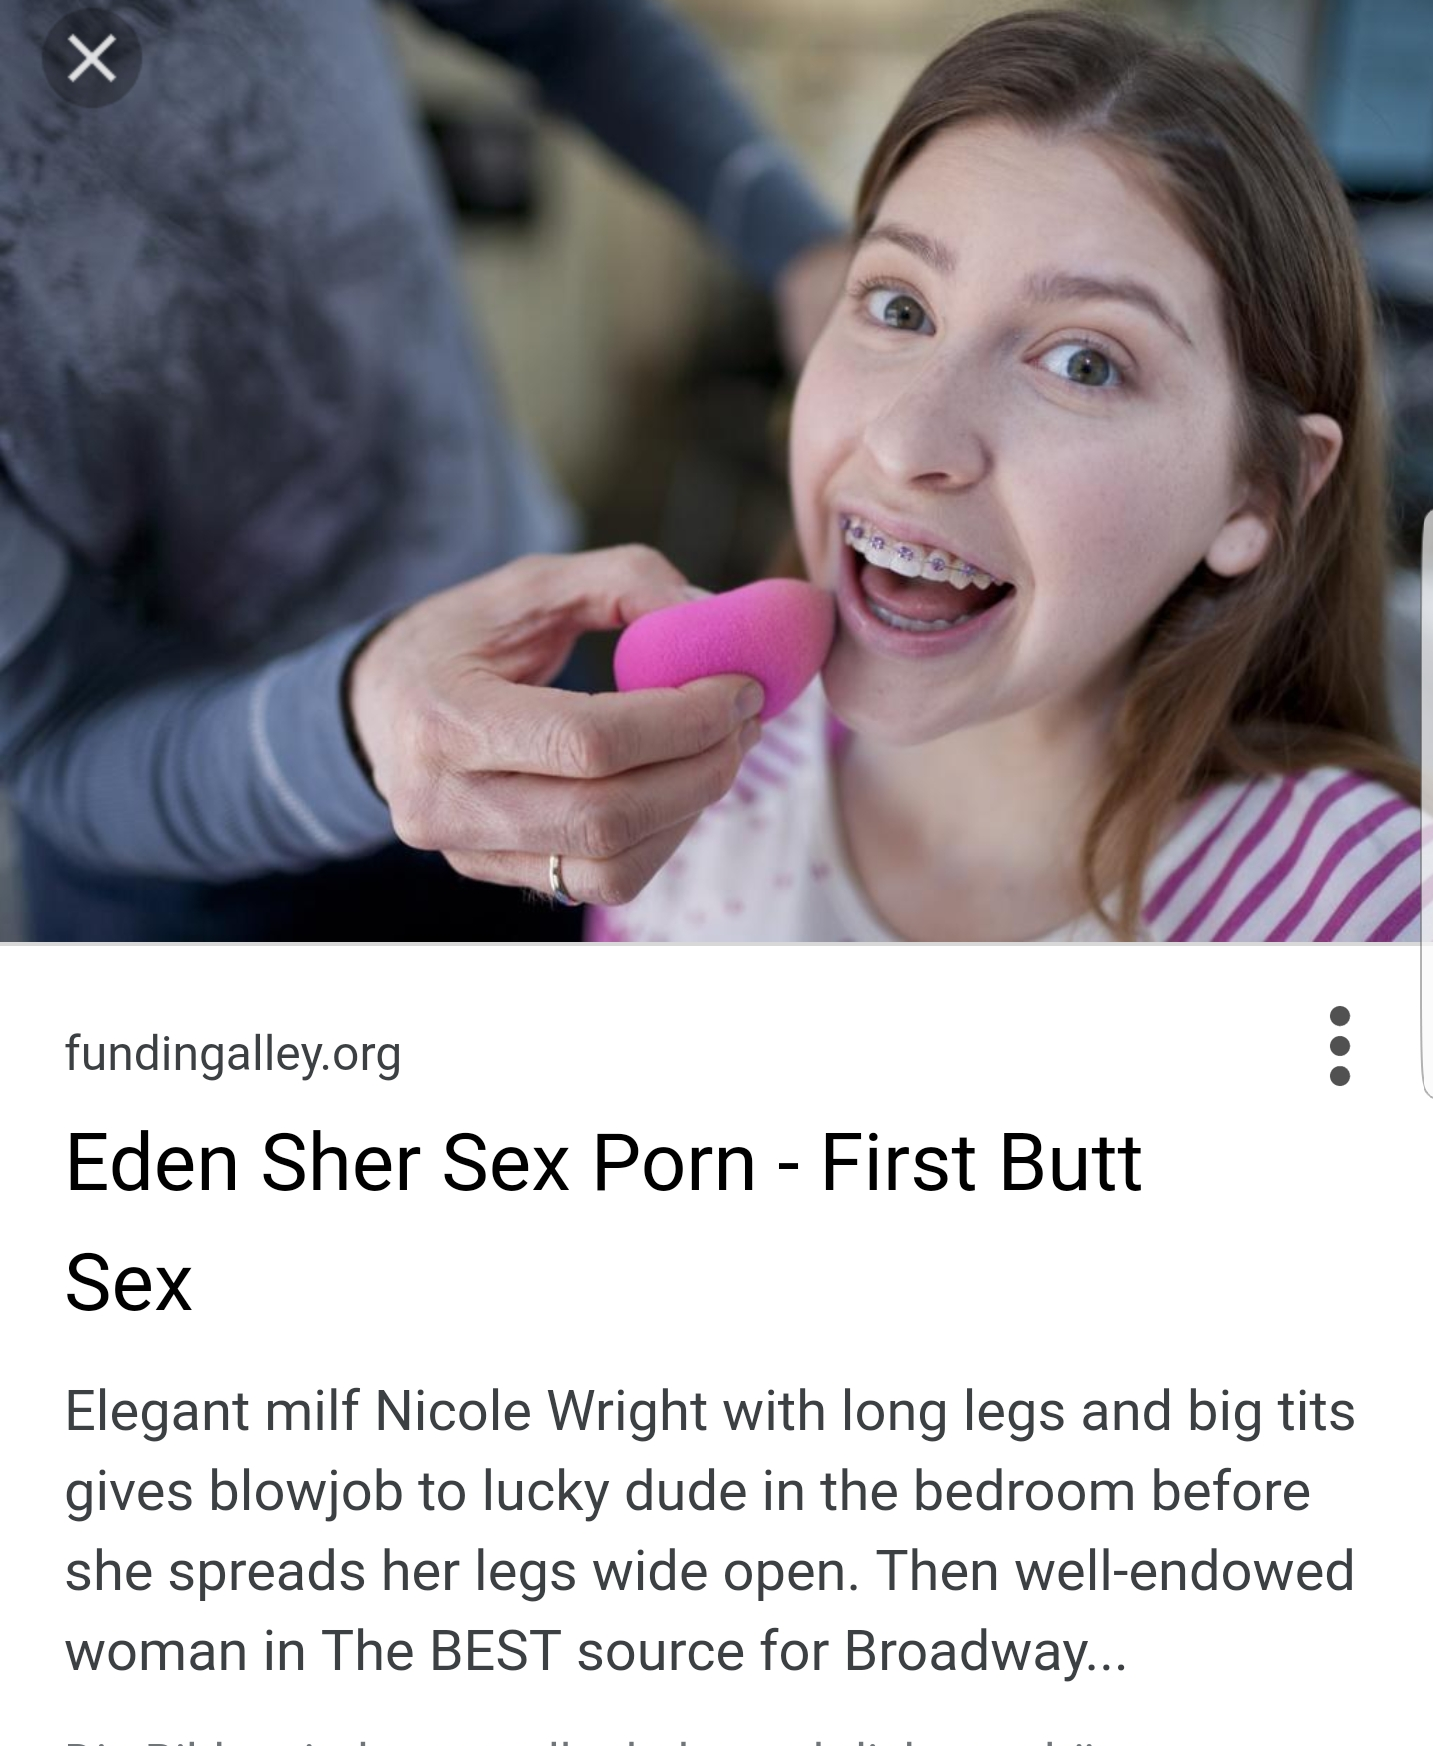 fundingalley.org
Eden Sher Sex Porn - First Butt
Sex
Elegant milf Nicole Wright with long legs and big tits
gives blowjob to lucky dude in the bedroom before
she spreads her legs wide open. Then well-endowed
woman in The BEST source for Broadway...